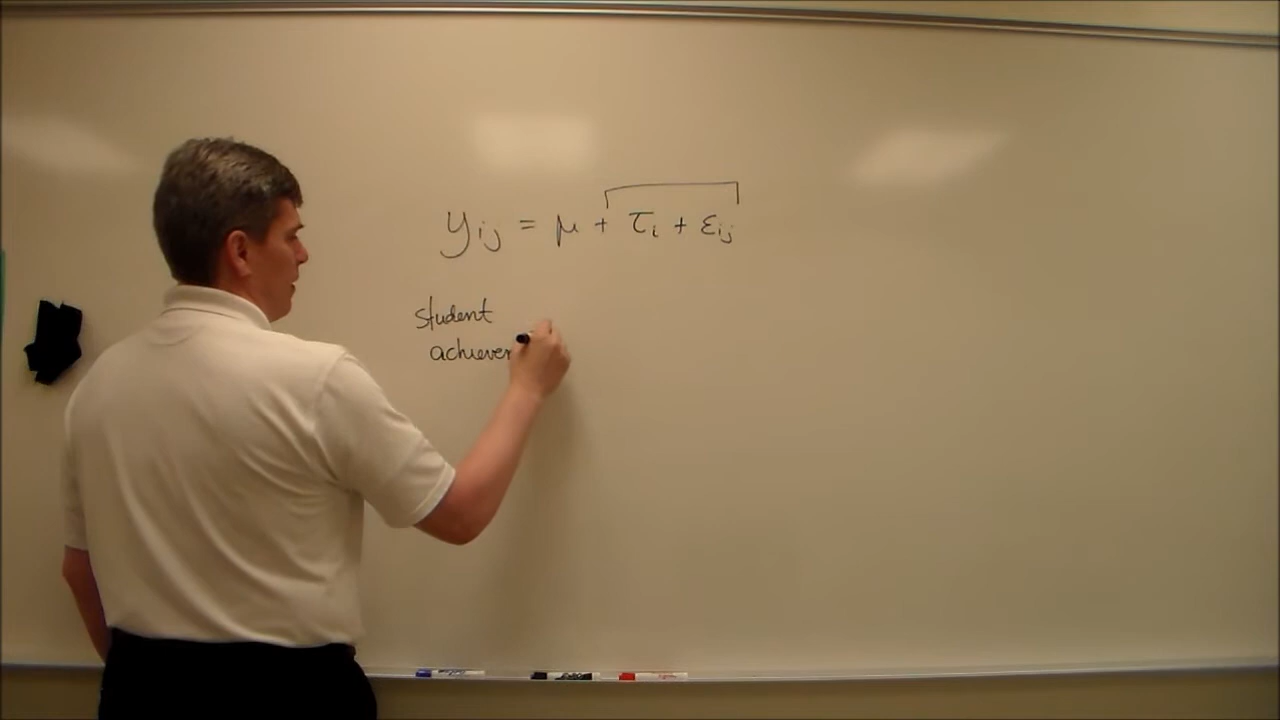 yij = μ + τi + εij
student
achiever